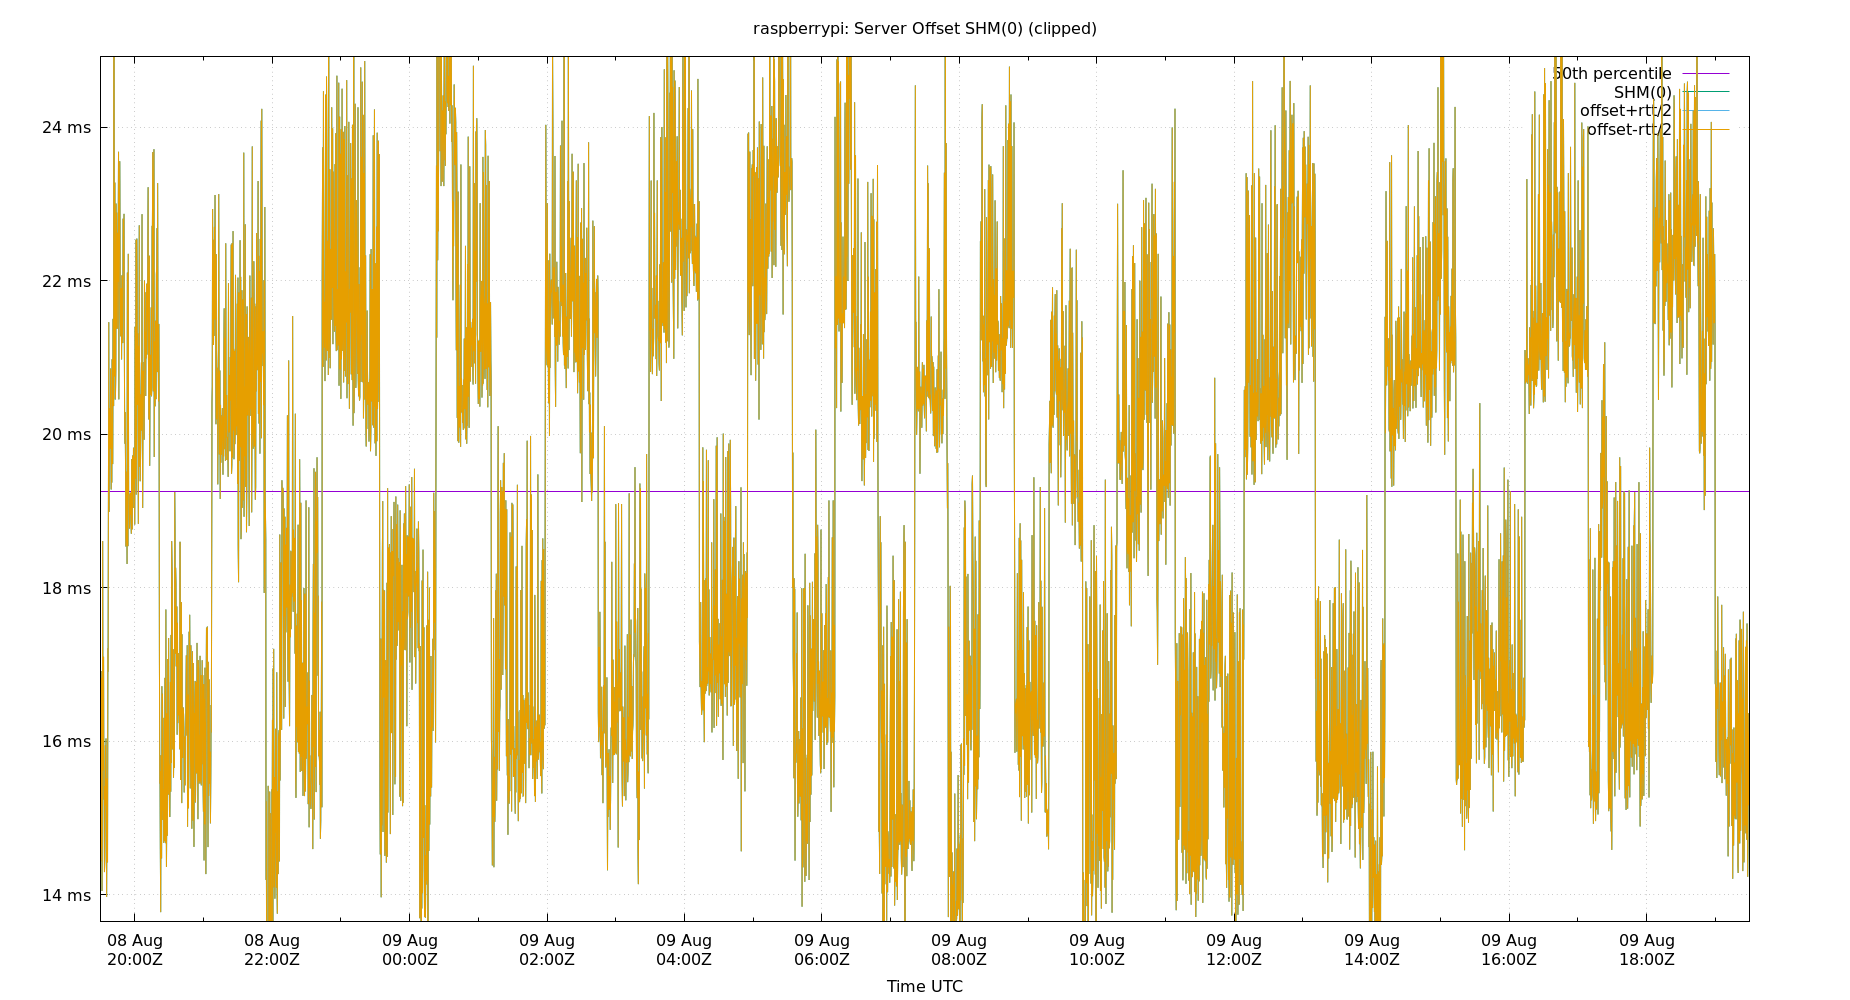 raspberrypi: Server Offset SHM(0) (clipped)
50th percentile
SHM(0)
offset+rtt/2
offset-rtt/2
24 ms
22 ms
20 ms
18 ms
16 ms
14 ms
08 Aug 08 Aug 09 Aug 09 Aug 09 Aug 09 Aug 09 Aug 09 Aug 09 Aug 09 Aug 09 Aug 09 Aug
20:00Z 22:00Z 00:00Z 02:00Z 04:00Z 06:00Z 08:00Z 10:00Z 12:00Z 14:00Z 16:00Z 18:00Z
Time UTC